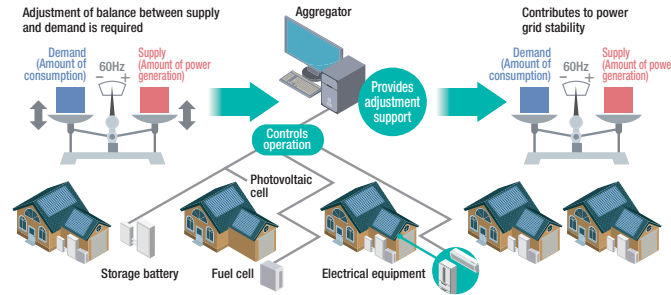 Adjustment of balance between supply
and demand is required
Demand
(Amount of
consumption)
60Hz
− +
Supply
(Amount of power
generation)
Aggregator
Provides
adjustment
support
Controls
operation
Contributes to power
grid stability
Demand
(Amount of
consumption)
60Hz
− +
Supply
(Amount of power
generation)
Photovoltaic
cell
Storage battery
Fuel cell
Electrical equipment